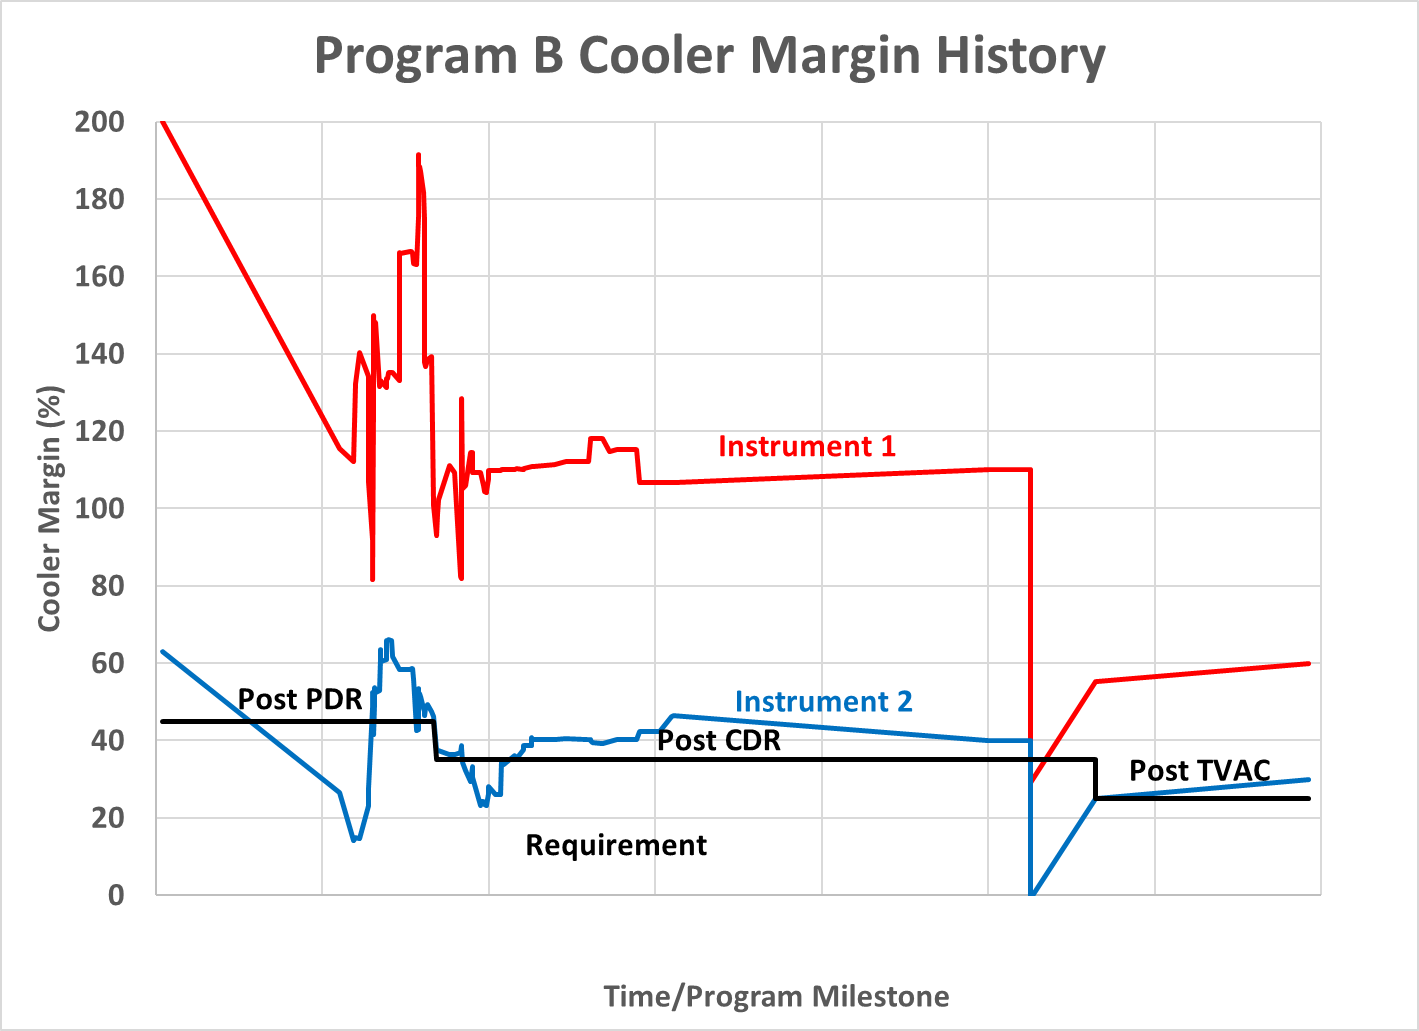 Program B Cooler Margin History
200
180
160
140
120
100
80
60
40
20
0
Cooler Margin (%)
Instrument 1
Post PDR
Instrument 2
Post CDR
Post TVAC
Requirement
Time/Program Milestone